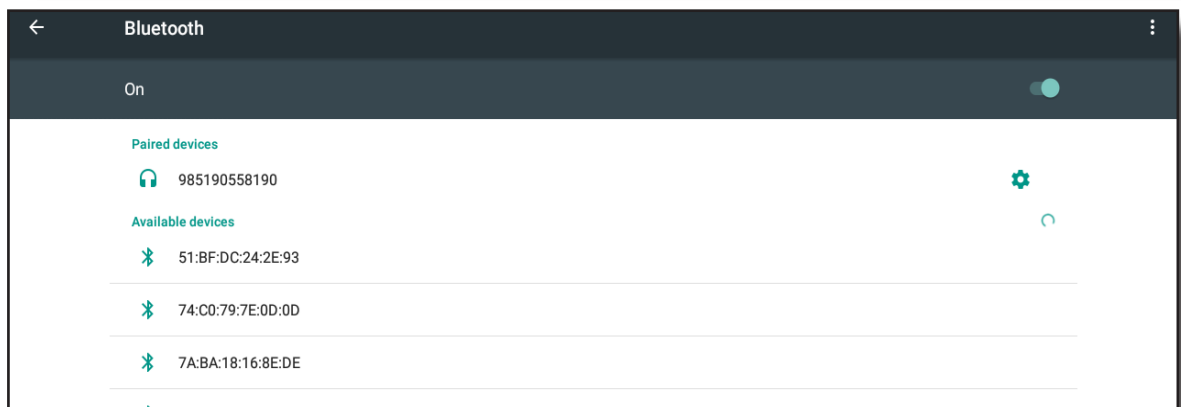 Bluetooth
On
Paired devices
985190558190
Available devices
51:BF:DC:24:2E:93
74:C0:79:7E:0D:0D
7A:BA:18:16:8E:DE